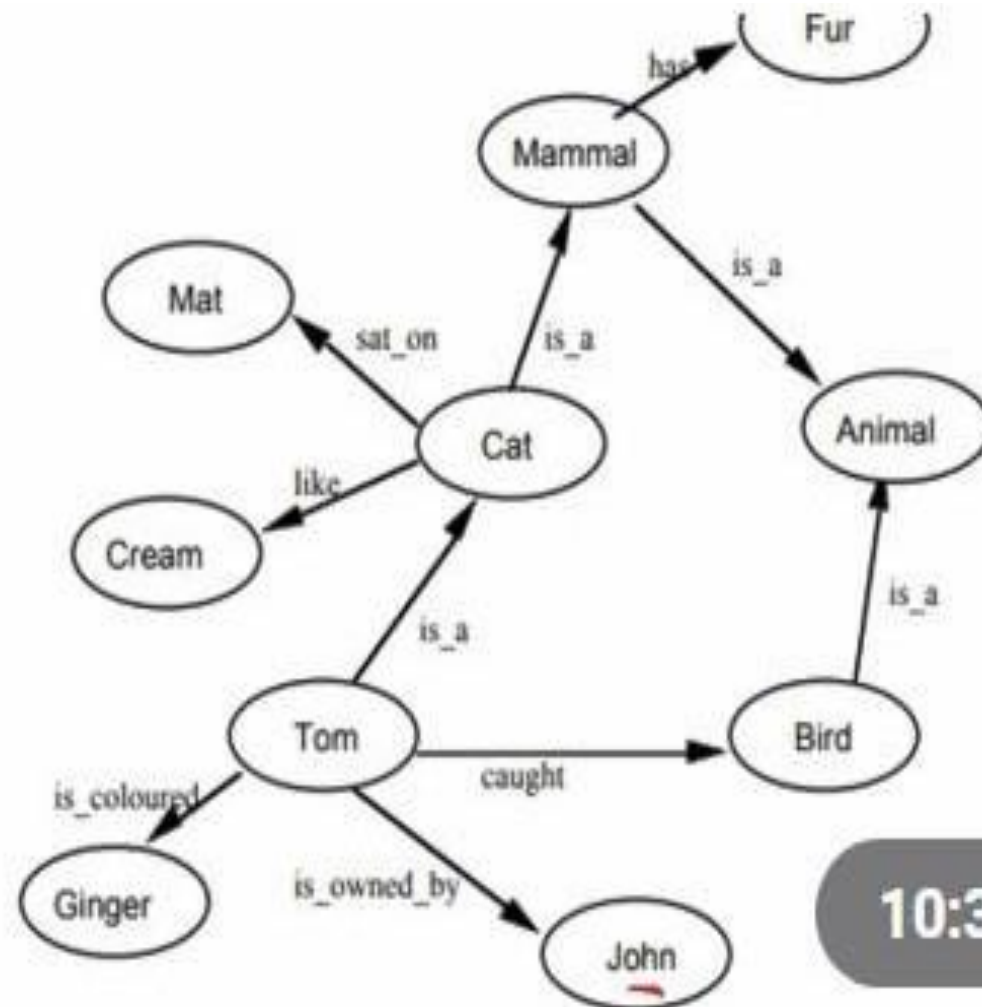 Fur
has
Mammal
is_a
Mat
sat_on
is_a
Animal
Cat
like
Cream
is_a
is_a
Tom
Bird
caught
is_coloured
is_owned_by
Ginger
John
10:3